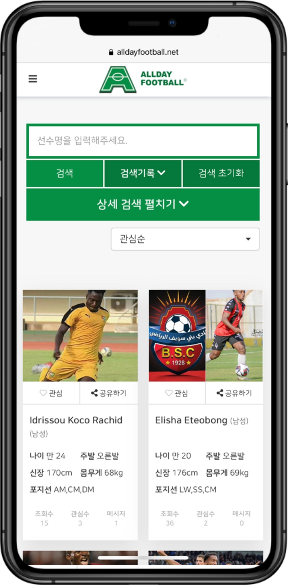 alldayfootball.net
ALLDAY
FOOTBALL
선수명을 입력해주세요.
검색 검색기록 검색 초기화
상세 검색 펼치기
관심순
B.S.C
1928
관심 공유하기 관심 공유하기
Idrissou Koco Rachid
(남성)
나이 만 24 주발 오른발
신장 170cm 몸무게 68kg
포지션 AM,CM,DM
조회수 관심수 메시지
15 3 1
Elisha Eteobong (남성)
나이 만 20 주발 오른발
신장 176cm 몸무게 69kg
포지션 LW,SS,CM
조회수 관심수 메시지
36 2 0